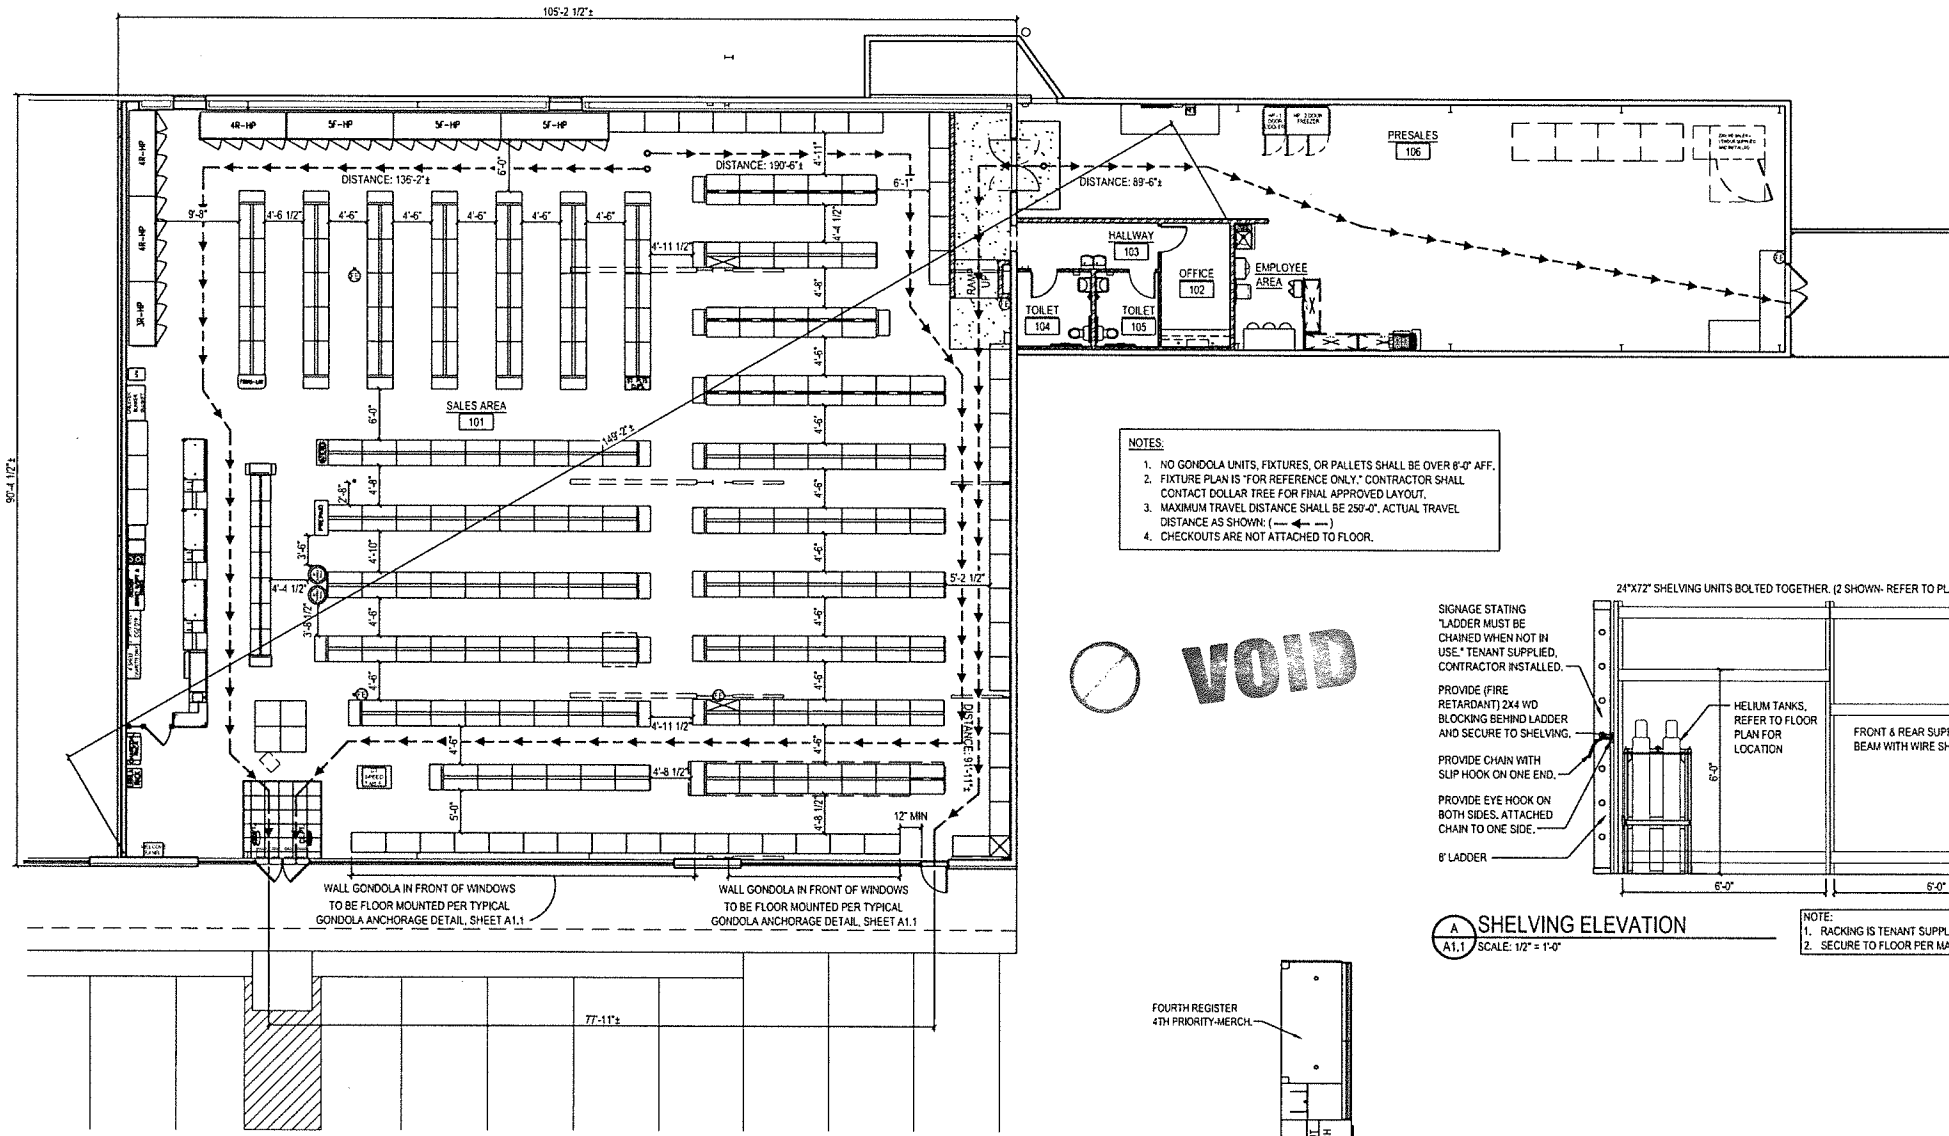 105'-2 1/2"±
90'-4 1/2"±
4R-HP
5F-HP
5F-HP
5F-HP
4R-HP
4R-HP
3R-HP
DISTANCE: 136'-2"±
6'-0"
DISTANCE: 190'-6"±
4'-11"
6'-1"
9'-8"
4'-6 1/2"
4'-6"
4'-6"
4'-6"
4'-6"
4'-6"
4'-11 1/2"
4'-4 1/2"
4'-8"
4'-6"
RAMP
UP
SALES AREA
101
6'-0"
149'-2"±
4'-8"
2'-8"
4'-10"
3'-6"
4'-4 1/2"
3'-8 1/2"
4'-6"
4'-6"
4'-6"
4'-6"
4'-6"
4'-6"
4'-6"
5'-2 1/2"
4'-11 1/2"
4'-6"
4'-6"
DISTANCE: 91'-11"±
4'-8 1/2"
5'-0"
4'-8 1/2"
12" MIN
WALL GONDOLA IN FRONT OF WINDOWS
TO BE FLOOR MOUNTED PER TYPICAL
GONDOLA ANCHORAGE DETAIL, SHEET A1.1
WALL GONDOLA IN FRONT OF WINDOWS
TO BE FLOOR MOUNTED PER TYPICAL
GONDOLA ANCHORAGE DETAIL, SHEET A1.1
77'-11"±
DISTANCE: 89'-6"±
PRESALES
106
HALLWAY
103
OFFICE
102
EMPLOYEE
AREA
TOILET
104
TOILET
105
NOTES:
1. NO GONDOLA UNITS, FIXTURES, OR PALLETS SHALL BE OVER 8'-0" AFF.
2. FIXTURE PLAN IS "FOR REFERENCE ONLY." CONTRACTOR SHALL
CONTACT DOLLAR TREE FOR FINAL APPROVED LAYOUT.
3. MAXIMUM TRAVEL DISTANCE SHALL BE 250'-0". ACTUAL TRAVEL
DISTANCE AS SHOWN: ( )
4. CHECKOUTS ARE NOT ATTACHED TO FLOOR.
VOID
24"X72" SHELVING UNITS BOLTED TOGETHER. (2 SHOWN- REFER TO PL
SIGNAGE STATING
"LADDER MUST BE
CHAINED WHEN NOT IN
USE." TENANT SUPPLIED,
CONTRACTOR INSTALLED.
PROVIDE (FIRE
RETARDANT) 2X4 WD
BLOCKING BEHIND LADDER
AND SECURE TO SHELVING.
PROVIDE CHAIN WITH
SLIP HOOK ON ONE END.
PROVIDE EYE HOOK ON
BOTH SIDES. ATTACHED
CHAIN TO ONE SIDE.
8' LADDER
HELIUM TANKS,
REFER TO FLOOR
PLAN FOR
LOCATION
FRONT & REAR SUPP
BEAM WITH WIRE SH
6'-0"
6'-0"
6'-0"
A
A1.1
SHELVING ELEVATION
SCALE: 1/2" = 1'-0"
NOTE:
1. RACKING IS TENANT SUPPL
2. SECURE TO FLOOR PER MA
FOURTH REGISTER
4TH PRIORITY-MERCH.